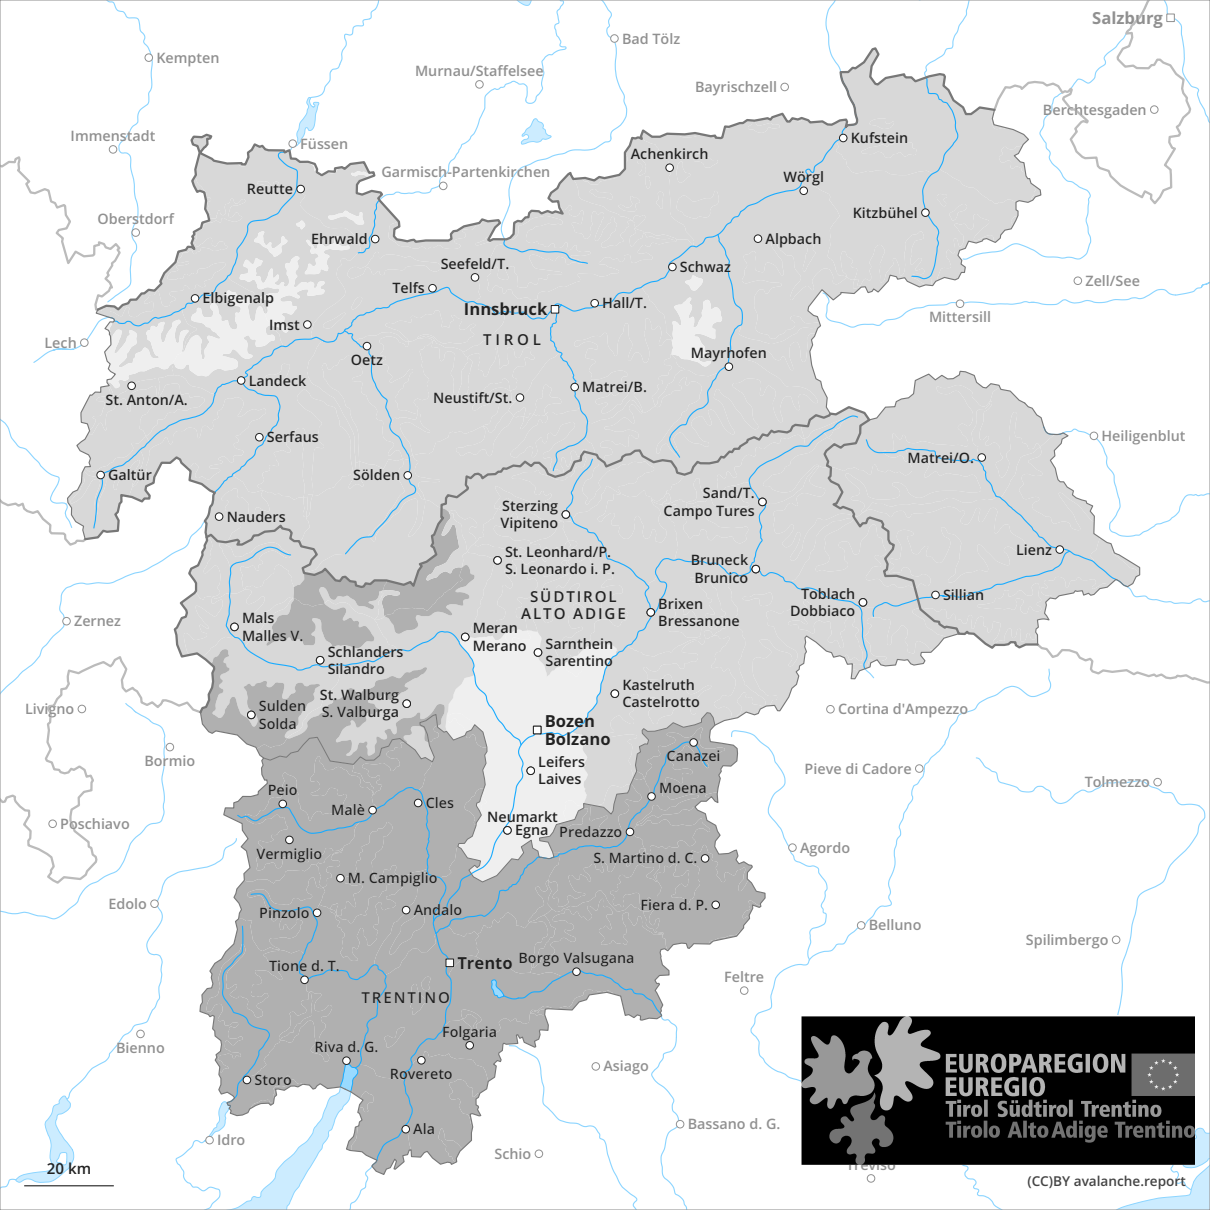 Salzburg
Bad Tölz
Kempten
Murnau/Staffelsee
Bayrischzell
Berchtesgaden
Immenstadt
Füssen
Kufstein
Achenkirch
Garmisch-Partenkirchen
Wörgl
Reutte
Oberstdorf
Kitzbühel
Ehrwald
Alpbach
Seefeld/T.
Schwaz
Zell/See
Telfs
Elbigenalp
Hall/T.
Innsbruck
Mittersill
Imst
TIROL
Lech
Oetz
Mayrhofen
Landeck
Matrei/B.
St. Anton/A.
Neustift/St.
Serfaus
Heiligenblut
Matrei/O.
Galtür
Sölden
Sand/T.
Campo Tures
Sterzing
Vipiteno
Nauders
St. Leonhard/P.
S. Leonardo i. P.
Lienz
Bruneck
Brunico
SÜDTIROL
ALTO ADIGE
Toblach
Dobbiaco
Sillian
Brixen
Bressanone
Zernez
Mals
Malles V.
Meran
Merano
Sarnthein
Sarentino
Schlanders
Silandro
Kastelruth
Castelrotto
St. Walburg
S. Valburga
Livigno
Sulden
Solda
Cortina d'Ampezzo
Bozen
Bolzano
Bormio
Canazei
Leifers
Laives
Pieve di Cadore
Tolmezzo
Peio
Moena
Malè
Cles
Neumarkt
Egna
Poschiavo
Predazzo
Vermiglio
S. Martino d. C.
Agordo
M. Campiglio
Edolo
Pinzolo
Andalo
Fiera d. P.
Belluno
Spilimbergo
Trento
Borgo Valsugana
Tione d. T.
Feltre
TRENTINO
Folgaria
Bienno
Riva d. G.
Asiago
Rovereto
Storo
EUROPAREGION
EUREGIO
Tirol Südtirol Trentino
Tirolo Alto Adige Trentino
Ala
Bassano d. G.
Idro
Schio
Treviso
20 km
(CC)BY avalanche.report